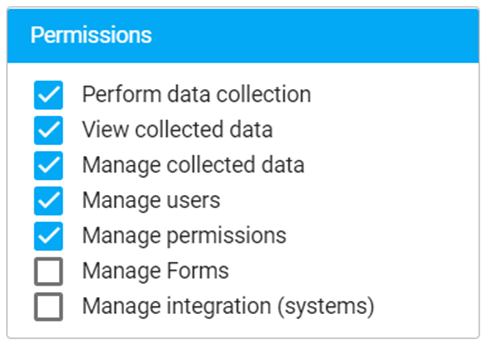 Permissions
Perform data collection
View collected data
Manage collected data
Manage users
Manage permissions
Manage Forms
Manage integration (systems)